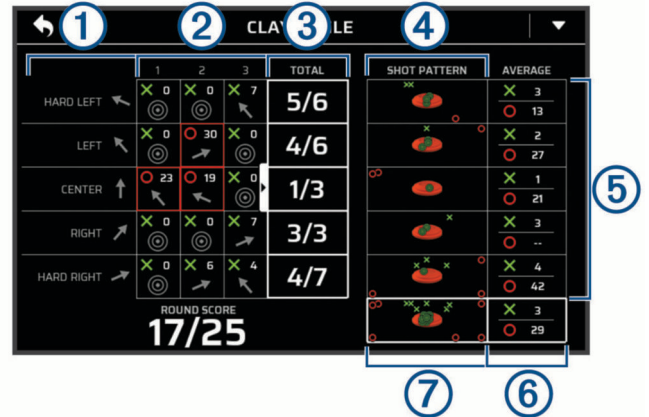 1 2 3 4
1 2 3 TOTAL SHOT PATTERN AVERAGE
HARD LEFT X 0 X 0 X 7 5/6 X 3
O 13
LEFT X 0 O 30 X 0 4/6 X 2
O 27
CENTER O 23 O 19 X 0 1/3 X 1
O 21
5
RIGHT X 0 X 0 X 7 3/3 X 3
O --
HARD RIGHT X 0 X 6 X 4 4/7 X 4
O 42
ROUND SCORE
17/25
X 3
O 29
7 6